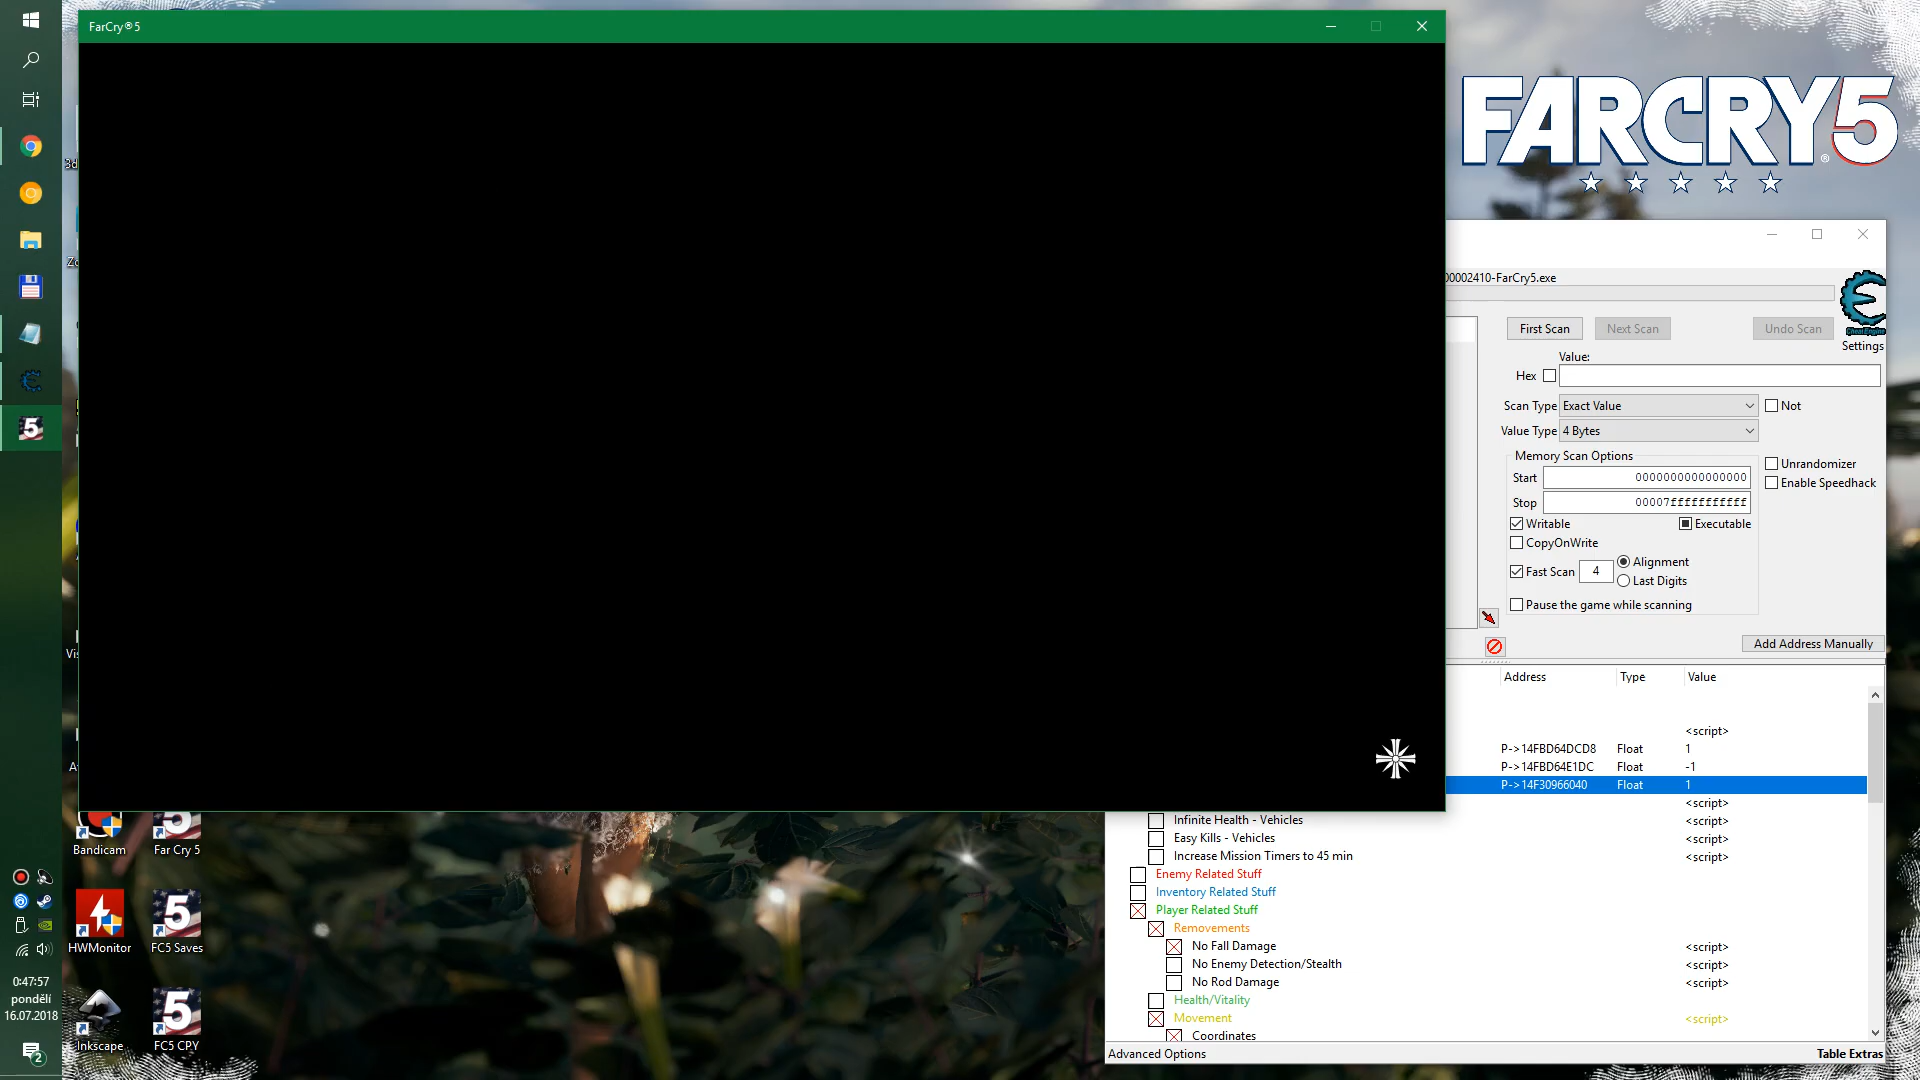 FarCry®5
FARCRY5
®
3d
Zo
00002410-FarCry5.exe
First Scan
Next Scan
Undo Scan
Cheat Engine
Settings
Value:
Hex
Scan Type
Exact Value
Not
Value Type
4 Bytes
Memory Scan Options
Start
0000000000000000
Unrandomizer
Stop
00007fffffffffff
Enable Speedhack
Writable
Executable
CopyOnWrite
Fast Scan
4
Alignment
Last Digits
Pause the game while scanning
Vis
Add Address Manually
Address
Type
Value
<script>
P->14FBD64DCD8
Float
1
P->14FBD64E1DC
Float
-1
P->14F30966040
Float
1
<script>
Infinite Health - Vehicles
<script>
Easy Kills - Vehicles
<script>
Increase Mission Timers to 45 min
<script>
Enemy Related Stuff
Inventory Related Stuff
Player Related Stuff
Removements
No Fall Damage
<script>
No Enemy Detection/Stealth
<script>
No Rod Damage
<script>
Health/Vitality
Movement
<script>
Coordinates
Advanced Options
Table Extras
Bandicam
Far Cry 5
HWMonitor
FC5 Saves
Inkscape
FC5 CPY
0:47:57
pondělí
16.07.2018
2